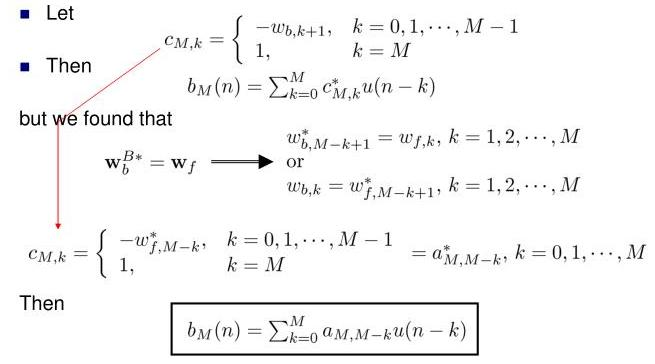 ▪ Let
c_{M,k} = { −w_{b,k+1}, k = 0, 1, ⋯, M − 1
1, k = M
▪ Then
b_M(n) = ∑_{k=0}^{M} c^*_{M,k} u(n − k)
but we found that
w^*_{b,M−k+1} = w_{f,k}, k = 1, 2, ⋯, M
𝐰_b^{B*} = 𝐰_f ⟹ or
w_{b,k} = w^*_{f,M−k+1}, k = 1, 2, ⋯, M
c_{M,k} = { −w^*_{f,M−k}, k = 0, 1, ⋯, M − 1
1, k = M
= a^*_{M,M−k}, k = 0, 1, ⋯, M
Then
b_M(n) = ∑_{k=0}^{M} a_{M,M−k} u(n − k)